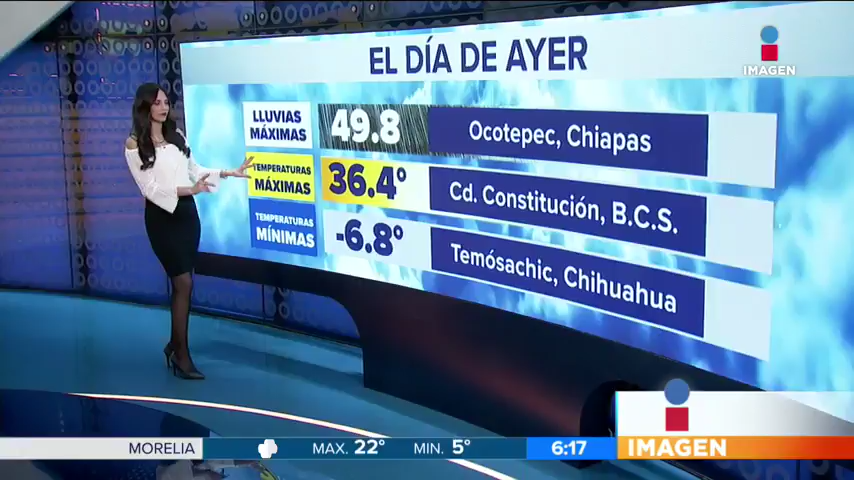 EL DÍA DE AYER
IMAGEN
LLUVIAS
MÁXIMAS
49.8
Ocotepec, Chiapas
TEMPERATURAS
MÁXIMAS
36.4°
Cd. Constitución, B.C.S.
TEMPERATURAS
MÍNIMAS
-6.8°
Temósachic, Chihuahua
MORELIA
MAX. 22°
MIN. 5°
6:17
IMAGEN